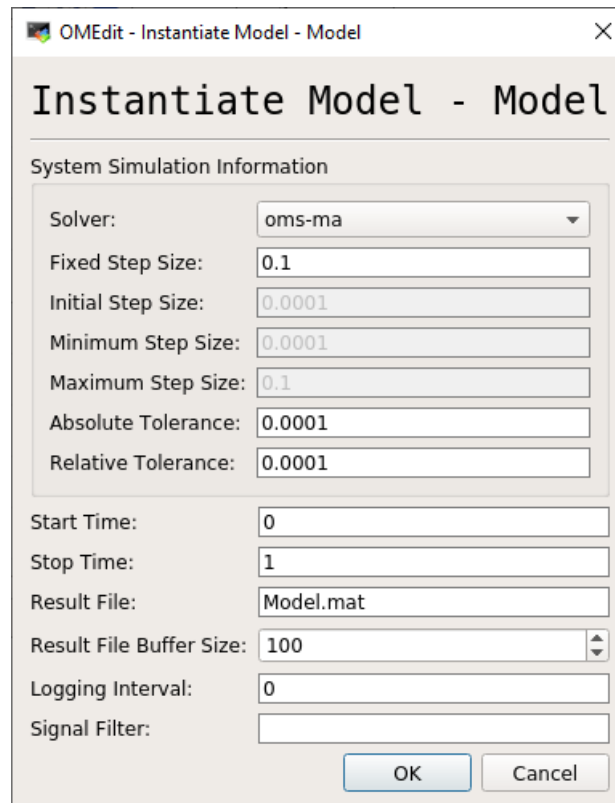 OMEdit - Instantiate Model - Model
Instantiate Model - Model
System Simulation Information
Solver: oms-ma
Fixed Step Size: 0.1
Initial Step Size: 0.0001
Minimum Step Size: 0.0001
Maximum Step Size: 0.1
Absolute Tolerance: 0.0001
Relative Tolerance: 0.0001
Start Time: 0
Stop Time: 1
Result File: Model.mat
Result File Buffer Size: 100
Logging Interval: 0
Signal Filter:
OK Cancel